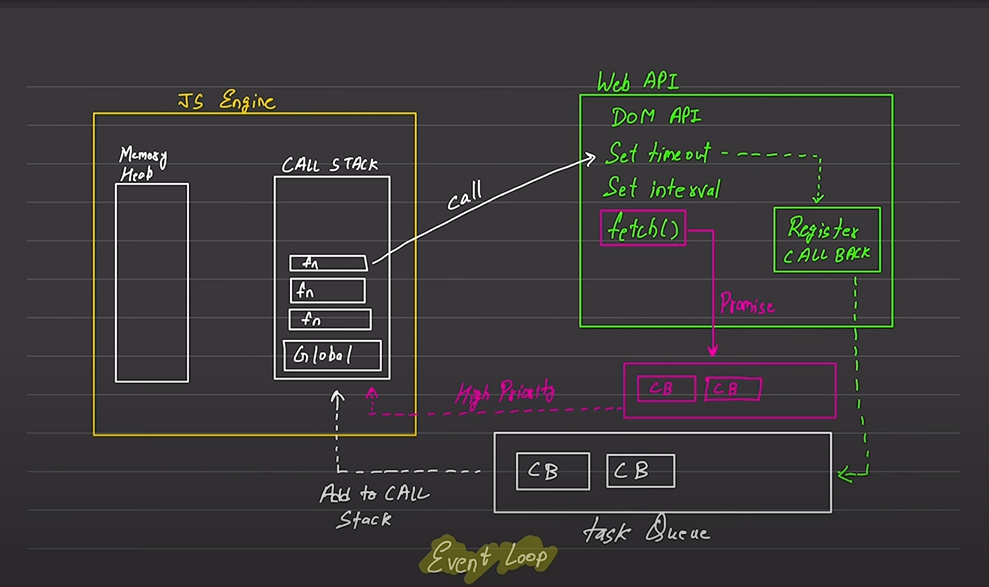 JS Engine
Memory
Heap
CALL STACK
fn
fn
fn
Global
call
Web API
DOM API
Set timeout
Set interval
fetch()
Register
CALL BACK
Promise
CB CB
High Priority
CB CB
Add to CALL
Stack
task Queue
Event Loop